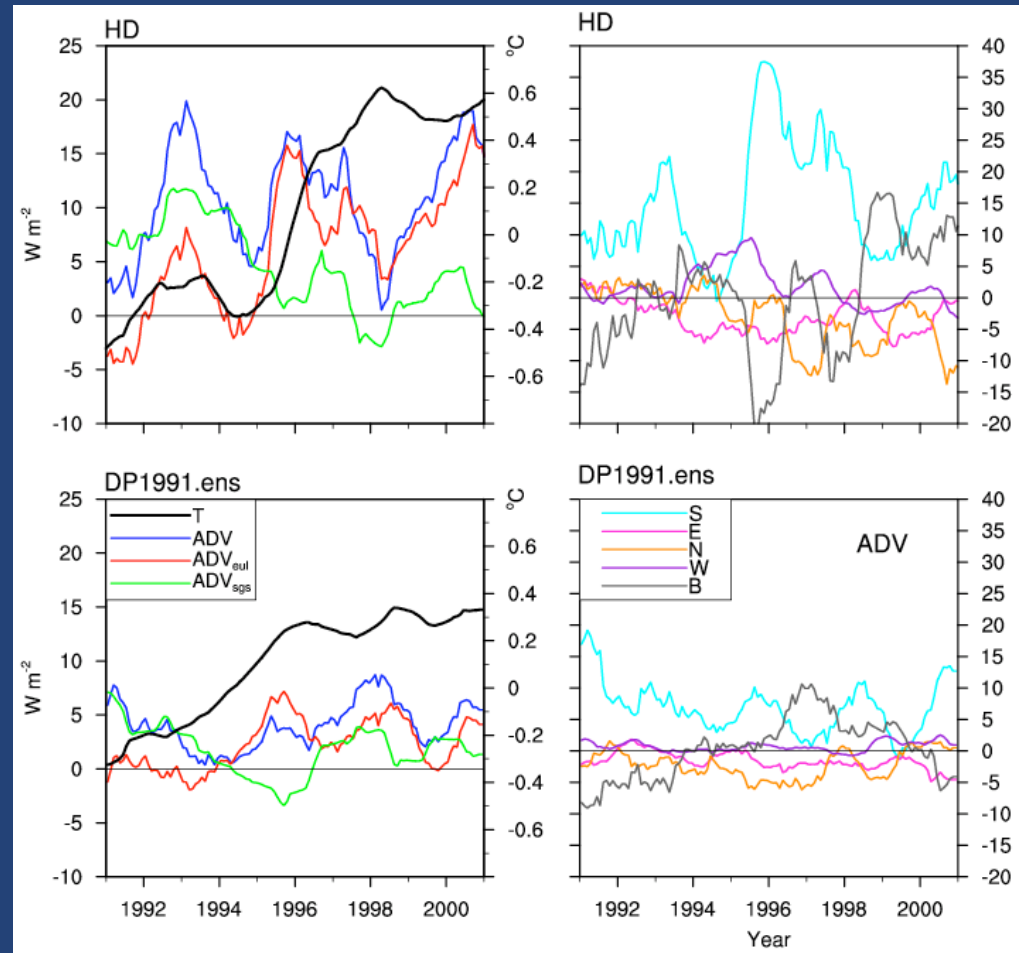 HD
25
20
15
10
5
0
-5
-10
W m-2
°C
0.6
0.4
0.2
0
-0.2
-0.4
-0.6
HD
40
35
30
25
20
15
10
5
0
-5
-10
-15
-20
DP1991.ens
25
20
15
10
5
0
-5
-10
W m-2
T
ADV
ADVeul
ADVsgs
°C
0.6
0.4
0.2
0
-0.2
-0.4
-0.6
1992 1994 1996 1998 2000
DP1991.ens
S
E
N
W
B
ADV
40
35
30
25
20
15
10
5
0
-5
-10
-15
-20
1992 1994 1996 1998 2000
Year